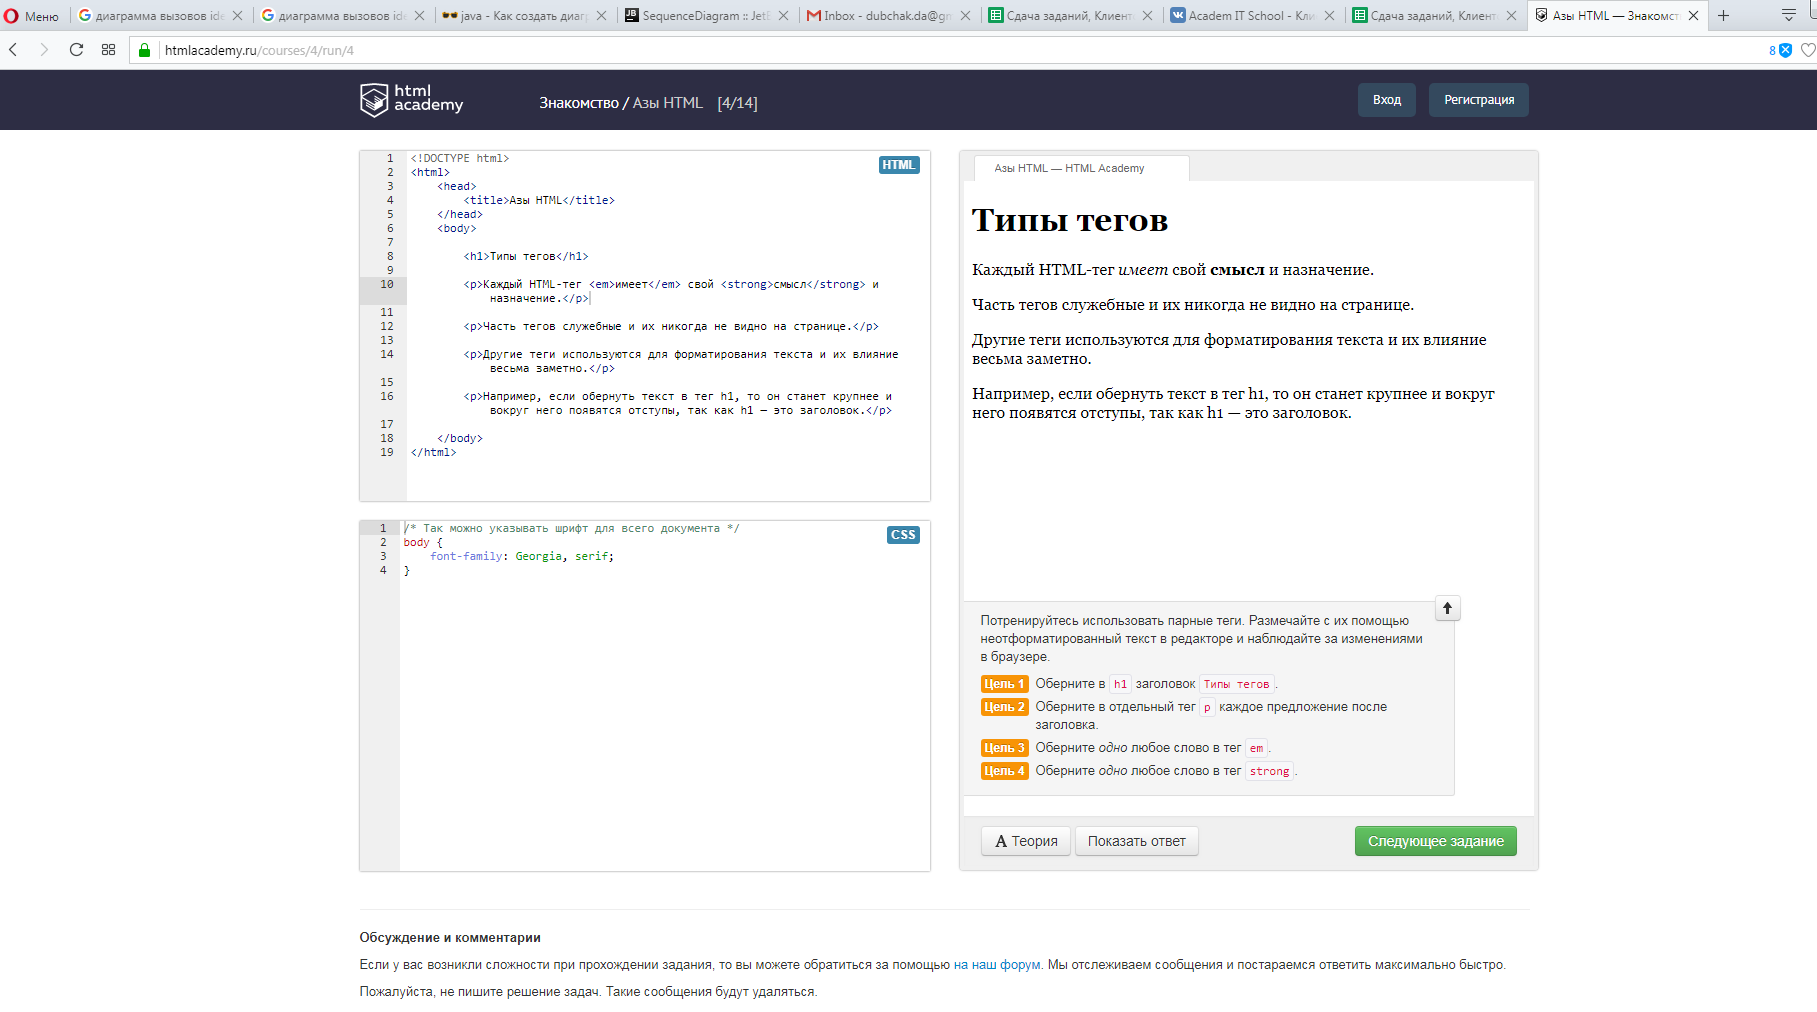 Меню
диаграмма вызовов ide
диаграмма вызовов ide
java - Как создать диаг
SequenceDiagram :: JetB
Inbox - dubchak.da@gm
Сдача заданий, Клиент
Academ IT School - Кли
Сдача заданий, Клиент
Азы HTML — Знакомст
htmlacademy.ru/courses/4/run/4
8
html
academy
Знакомство / Азы HTML [4/14]
Вход
Регистрация
HTML
1 <!DOCTYPE html>
2 <html>
3 <head>
4 <title>Азы HTML</title>
5 </head>
6 <body>
7
8 <h1>Типы тегов</h1>
9
10 <p>Каждый HTML-тег <em>имеет</em> свой <strong>смысл</strong> и
назначение.</p>
11
12 <p>Часть тегов служебные и их никогда не видно на странице.</p>
13
14 <p>Другие теги используются для форматирования текста и их влияние
весьма заметно.</p>
15
16 <p>Например, если обернуть текст в тег h1, то он станет крупнее и
вокруг него появятся отступы, так как h1 — это заголовок.</p>
17
18 </body>
19 </html>
CSS
1 /* Так можно указывать шрифт для всего документа */
2 body {
3 font-family: Georgia, serif;
4 }
Азы HTML — HTML Academy
Типы тегов
Каждый HTML-тег имеет свой смысл и назначение.
Часть тегов служебные и их никогда не видно на странице.
Другие теги используются для форматирования текста и их влияние
весьма заметно.
Например, если обернуть текст в тег h1, то он станет крупнее и вокруг
него появятся отступы, так как h1 — это заголовок.
Потренируйтесь использовать парные теги. Размечайте с их помощью
неотформатированный текст в редакторе и наблюдайте за изменениями
в браузере.
Цель 1 Оберните в h1 заголовок Типы тегов.
Цель 2 Оберните в отдельный тег p каждое предложение после
заголовка.
Цель 3 Оберните одно любое слово в тег em.
Цель 4 Оберните одно любое слово в тег strong.
A Теория
Показать ответ
Следующее задание
Обсуждение и комментарии
Если у вас возникли сложности при прохождении задания, то вы можете обратиться за помощью на наш форум. Мы отслеживаем сообщения и постараемся ответить максимально быстро.
Пожалуйста, не пишите решение задач. Такие сообщения будут удаляться.